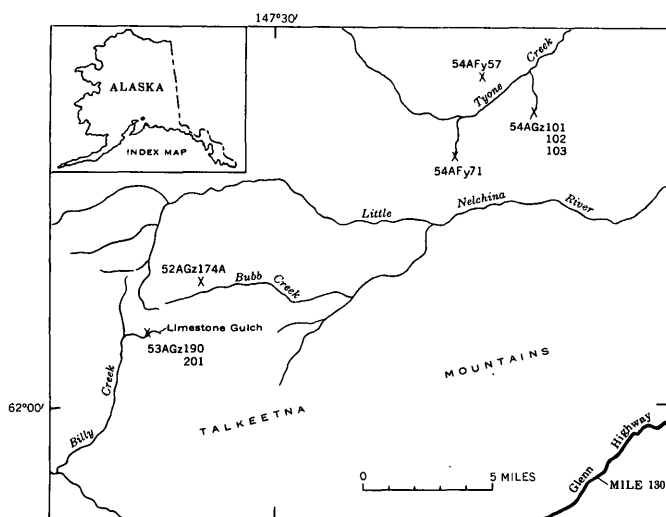 147°30'
ALASKA
INDEX MAP
54AFy57
X
Tyone Creek
X
54AGz101
102
103
X
54AFy71
Little Nelchina River
52AGz174A
X
Bubb Creek
X
Limestone Gulch
53AGz190
201
Billy Creek
62°00'
TALKEETNA MOUNTAINS
0 5 MILES
Glenn Highway
MILE 130